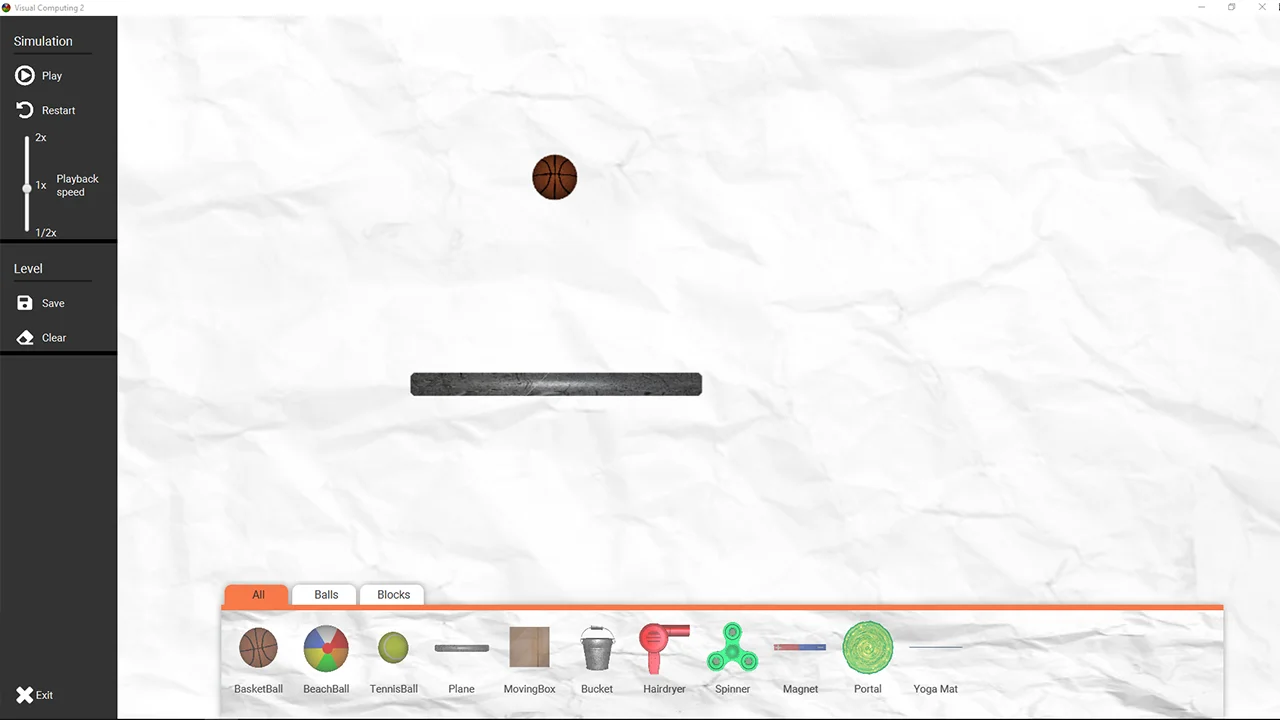 Visual Computing 2
Simulation
Play
Restart
2x
1x
Playback
speed
1/2x
Level
Save
Clear
Exit
All
Balls
Blocks
BasketBall
BeachBall
TennisBall
Plane
MovingBox
Bucket
Hairdryer
Spinner
Magnet
Portal
Yoga Mat